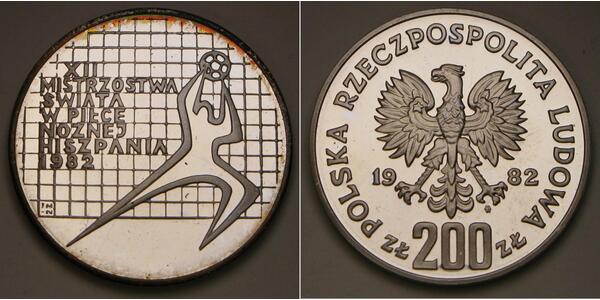 XII
MISTRZOSTWA
ŚWIATA
W PIŁCE
NOŻNEJ
HISZPANIA
1982
POLSKA RZECZPOSPOLITA LUDOWA
19 82
ZŁ 200 ZŁ